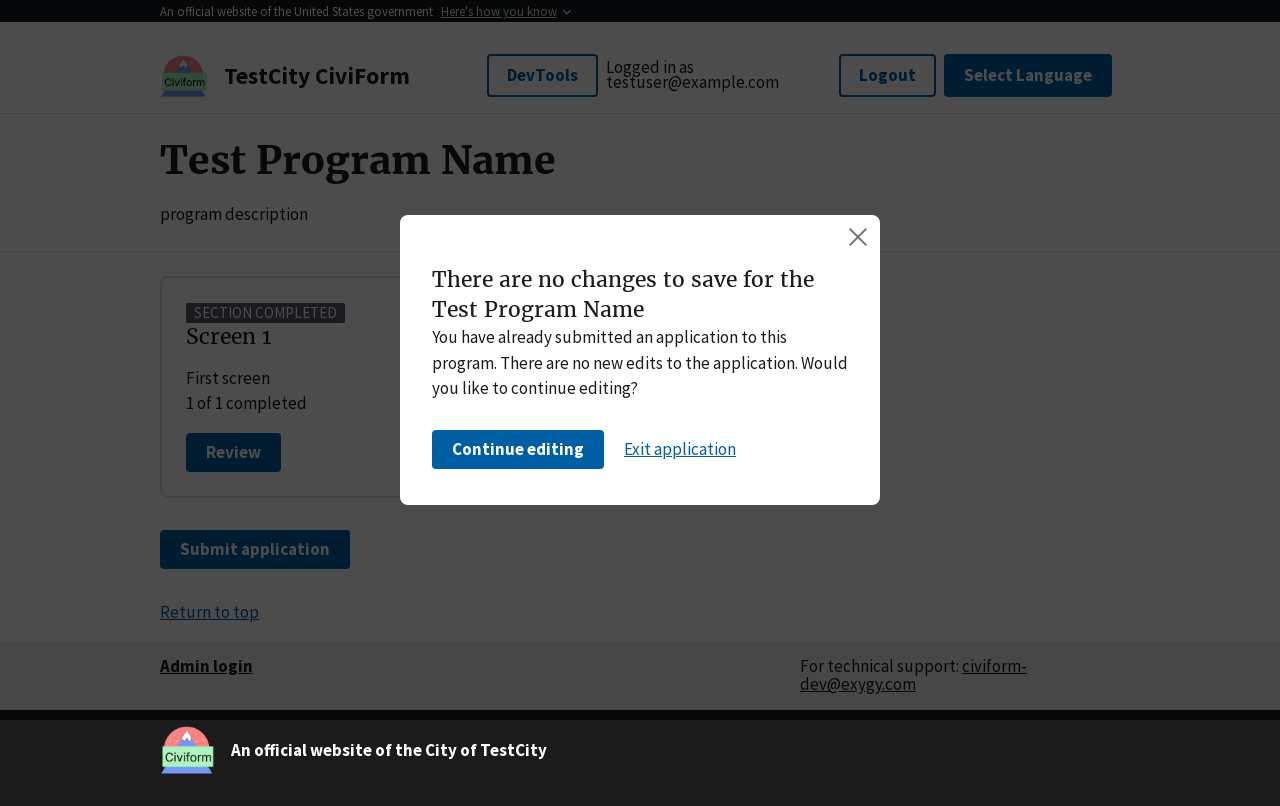 An official website of the United States government Here's how you know
Civiform
TestCity CiviForm
DevTools
Logged in as
testuser@example.com
Logout
Select Language
Test Program Name
program description
There are no changes to save for the
Test Program Name
You have already submitted an application to this
program. There are no new edits to the application. Would
you like to continue editing?
Continue editing
Exit application
SECTION COMPLETED
Screen 1
First screen
1 of 1 completed
Review
Submit application
Return to top
Admin login
For technical support: civiform-
dev@exygy.com
Civiform
An official website of the City of TestCity